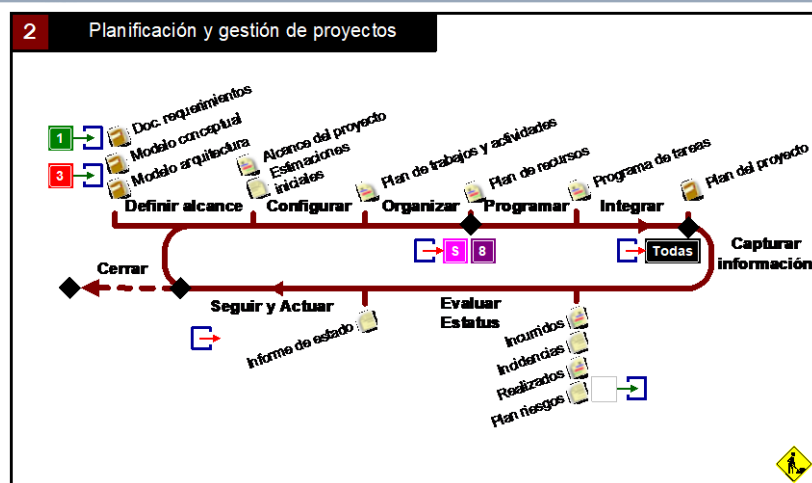 2
Planificación y gestión de proyectos
1
3
Doc. requerimientos
Modelo conceptual
Modelo arquitectura
Alcance del proyecto
Estimaciones
iniciales
Plan de trabajos y actividades
Plan de recursos
Programa de tareas
Plan del proyecto
Definir alcance
Configurar
Organizar
Programar
Integrar
S
8
Todas
Capturar
información
Cerrar
Seguir y Actuar
Evaluar
Estatus
Informe de estado
Incurridos
Incidencias
Realizados
Plan riesgos